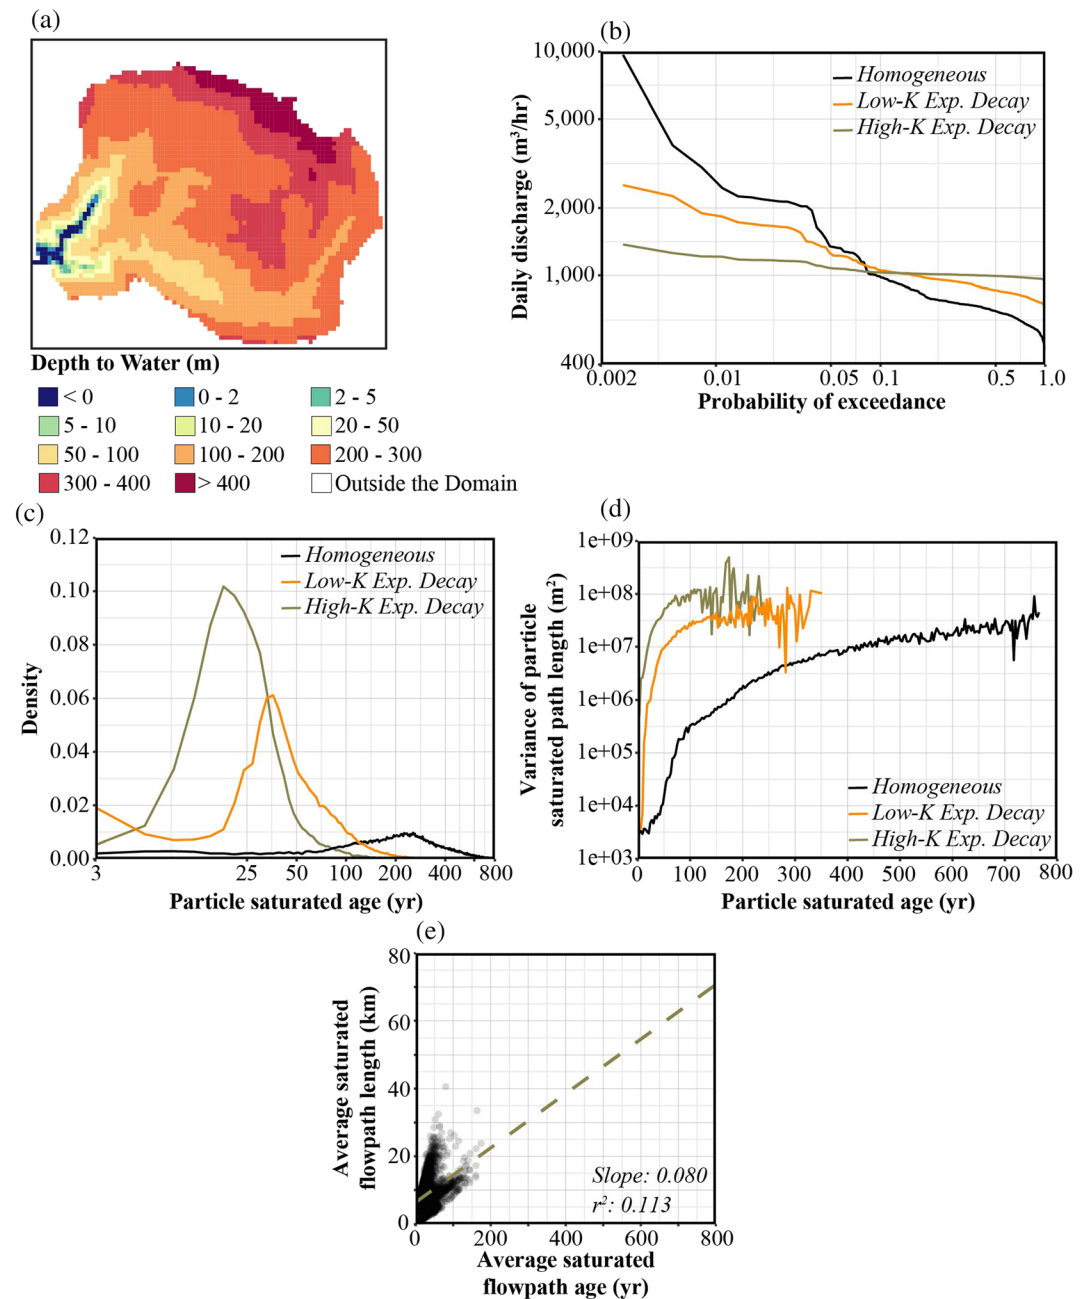 (a)
Depth to Water (m)
< 0
0 - 2
2 - 5
5 - 10
10 - 20
20 - 50
50 - 100
100 - 200
200 - 300
300 - 400
> 400
Outside the Domain
(b)
Daily discharge (m³/hr)
10,000
5,000
2,000
1,000
400
Homogeneous
Low-K Exp. Decay
High-K Exp. Decay
0.002
0.01
0.05
0.1
0.5
1.0
Probability of exceedance
(c)
Density
0.12
0.10
0.08
0.06
0.04
0.02
0.00
Homogeneous
Low-K Exp. Decay
High-K Exp. Decay
3
25
50
100
200
400
800
Particle saturated age (yr)
(d)
Variance of particle
saturated path length (m²)
1e+09
1e+08
1e+07
1e+06
1e+05
1e+04
1e+03
Homogeneous
Low-K Exp. Decay
High-K Exp. Decay
0
100
200
300
400
500
600
700
800
Particle saturated age (yr)
(e)
Average saturated
flowpath length (km)
80
60
40
20
0
Slope: 0.080
r²: 0.113
0
200
400
600
800
Average saturated
flowpath age (yr)